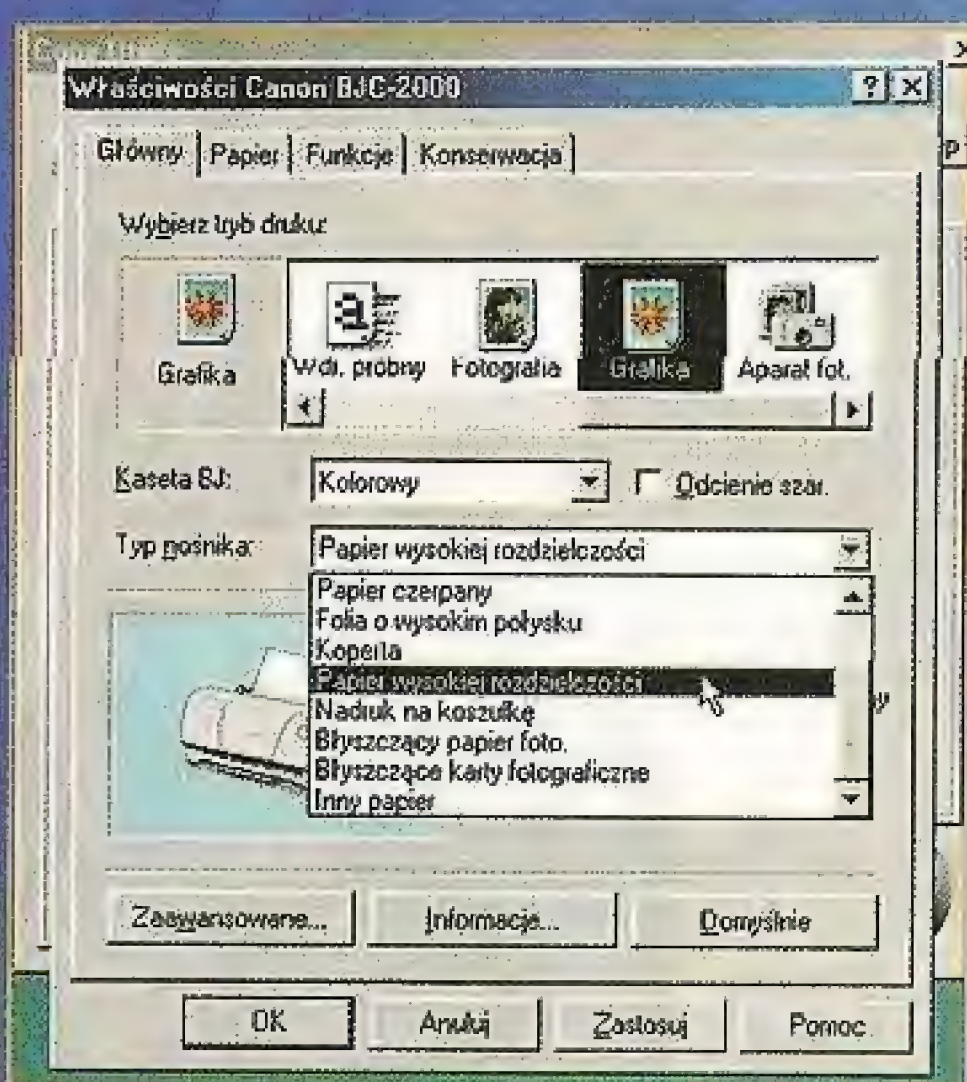 Właściwości Canon BJC-2000
Główny Papier Funkcje Konserwacja
Wybierz tryb druku:
Grafika
Wdr. próbny Fotografia Grafika Aparat fot.
Kaseta BJ: Kolorowy Odcienie szar.
Typ nośnika: Papier wysokiej rozdzielczości
Papier czerpany
Folia o wysokim połysku
Koperta
Papier wysokiej rozdzielczości
Nadruk na koszulkę
Błyszczący papier foto.
Błyszczące karty fotograficzne
Inny papier
Zaawansowane... Informacje... Domyślnie
OK Anuluj Zastosuj Pomoc